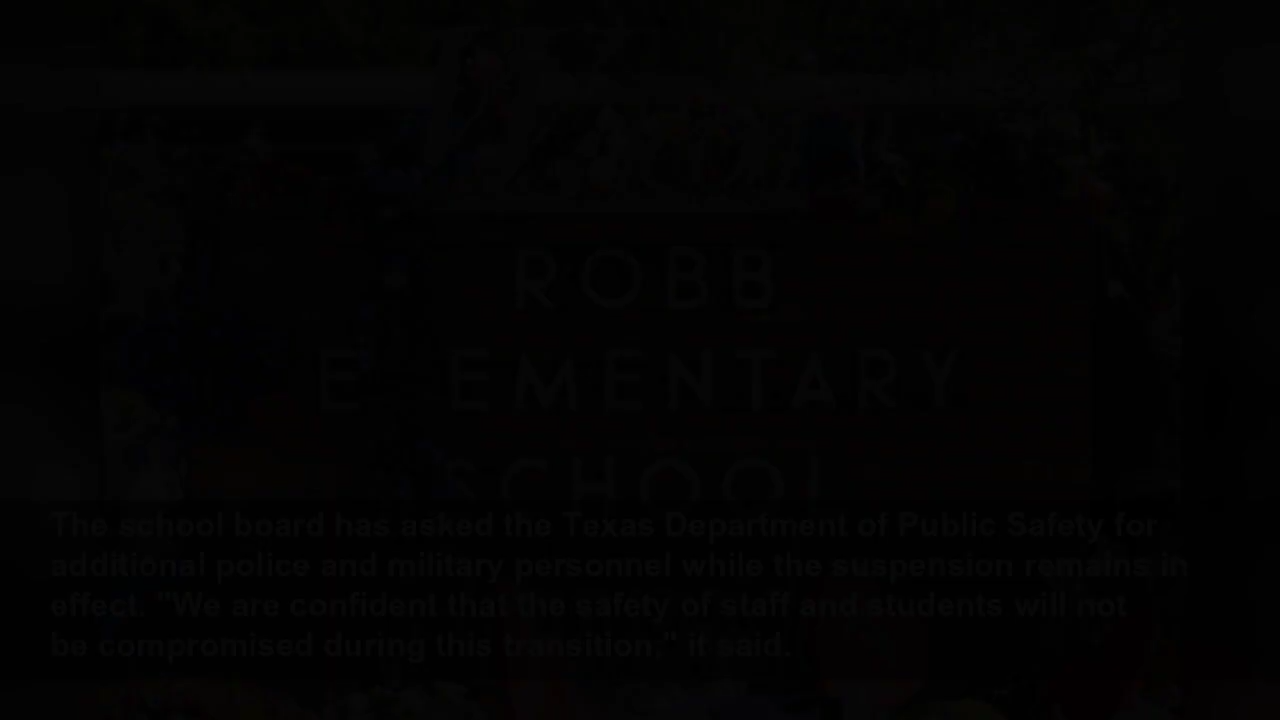 ROBB
E EMENTARY
SCHOOL
The school board has asked the Texas Department of Public Safety for
additional police and military personnel while the suspension remains in
effect. "We are confident that the safety of staff and students will not
be compromised during this transition," it said.